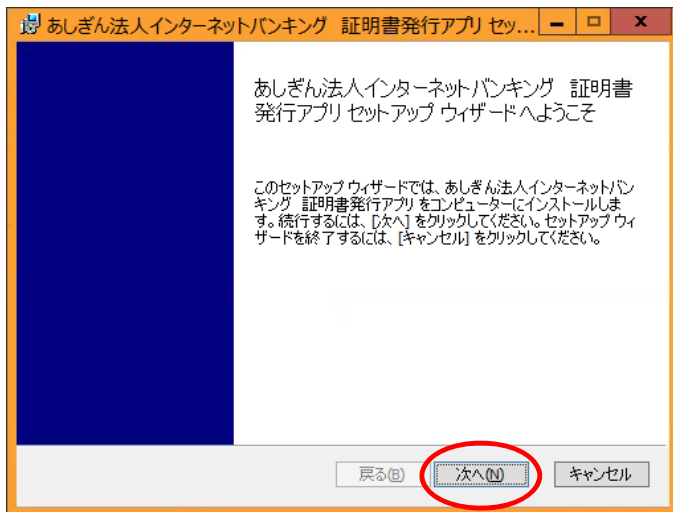 あしぎん法人インターネットバンキング 証明書発行アプリ セッ...
あしぎん法人インターネットバンキング 証明書
発行アプリ セットアップ ウィザードへようこそ
このセットアップ ウィザードでは、あしぎん法人インターネットバン
キング 証明書発行アプリ をコンピューターにインストールしま
す。続行するには、[次へ] をクリックしてください。セットアップ ウィ
ザードを終了するには、[キャンセル] をクリックしてください。
戻る(B) 次へ(N) キャンセル